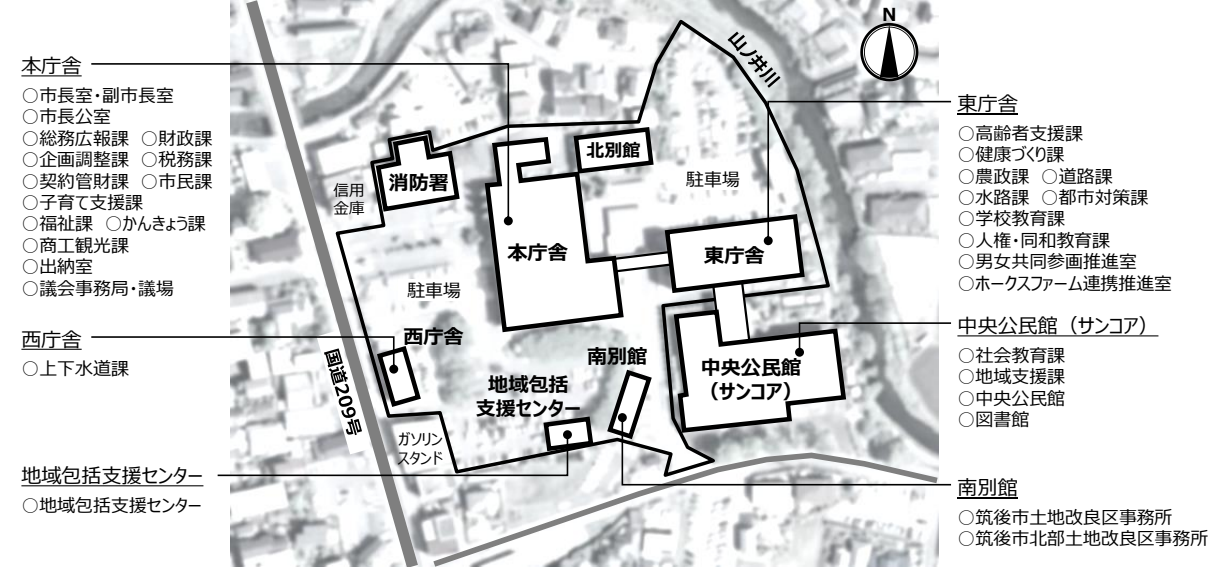 本庁舎
○市長室・副市長室
○市長公室
○総務広報課 ○財政課
○企画調整課 ○税務課
○契約管財課 ○市民課
○子育て支援課
○福祉課 ○かんきょう課
○商工観光課
○出納室
○議会事務局・議場
西庁舎
○上下水道課
地域包括支援センター
○地域包括支援センター
N
山ノ井川
北別館
消防署
信用
金庫
駐車場
本庁舎
東庁舎
駐車場
西庁舎
南別館
中央公民館
(サンコア)
地域包括
支援センター
国道209号
ガソリン
スタンド
東庁舎
○高齢者支援課
○健康づくり課
○農政課 ○道路課
○水路課 ○都市対策課
○学校教育課
○人権・同和教育課
○男女共同参画推進室
○ホークスファーム連携推進室
中央公民館(サンコア)
○社会教育課
○地域支援課
○中央公民館
○図書館
南別館
○筑後市土地改良区事務所
○筑後市北部土地改良区事務所